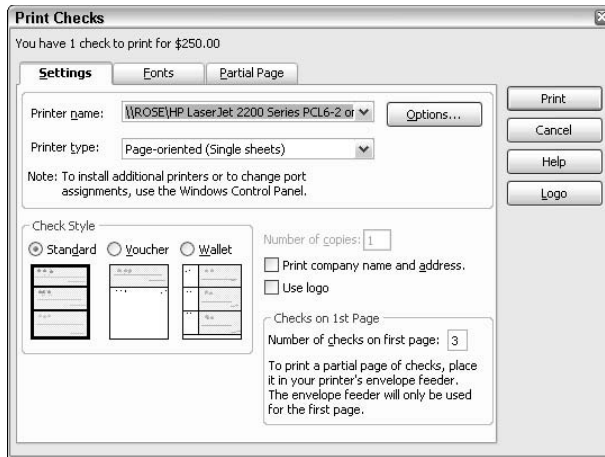 Print Checks
You have 1 check to print for $250.00
Settings
Fonts
Partial Page
Printer name:
\\ROSE\HP LaserJet 2200 Series PCL6-2 or
Options...
Printer type:
Page-oriented (Single sheets)
Note: To install additional printers or to change port
assignments, use the Windows Control Panel.
Print
Cancel
Help
Logo
Check Style
Standard
Voucher
Wallet
Number of copies: 1
Print company name and address.
Use logo
Checks on 1st Page
Number of checks on first page: 3
To print a partial page of checks, place
it in your printer's envelope feeder.
The envelope feeder will only be used
for the first page.